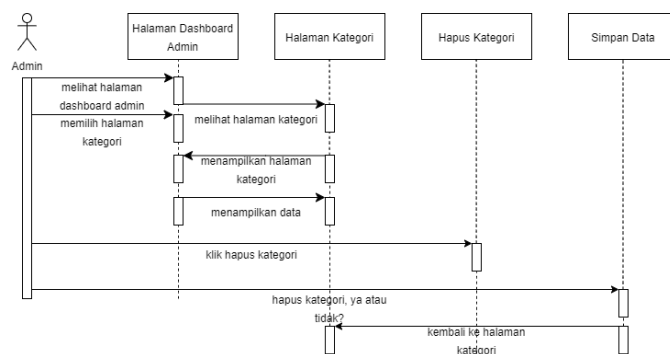 Halaman Dashboard
Admin
Halaman Kategori
Hapus Kategori
Simpan Data
Admin
melihat halaman
dashboard admin
melihat halaman kategori
memilih halaman
kategori
menampilkan halaman
kategori
menampilkan data
klik hapus kategori
hapus kategori, ya atau
tidak?
kembali ke halaman
kategori